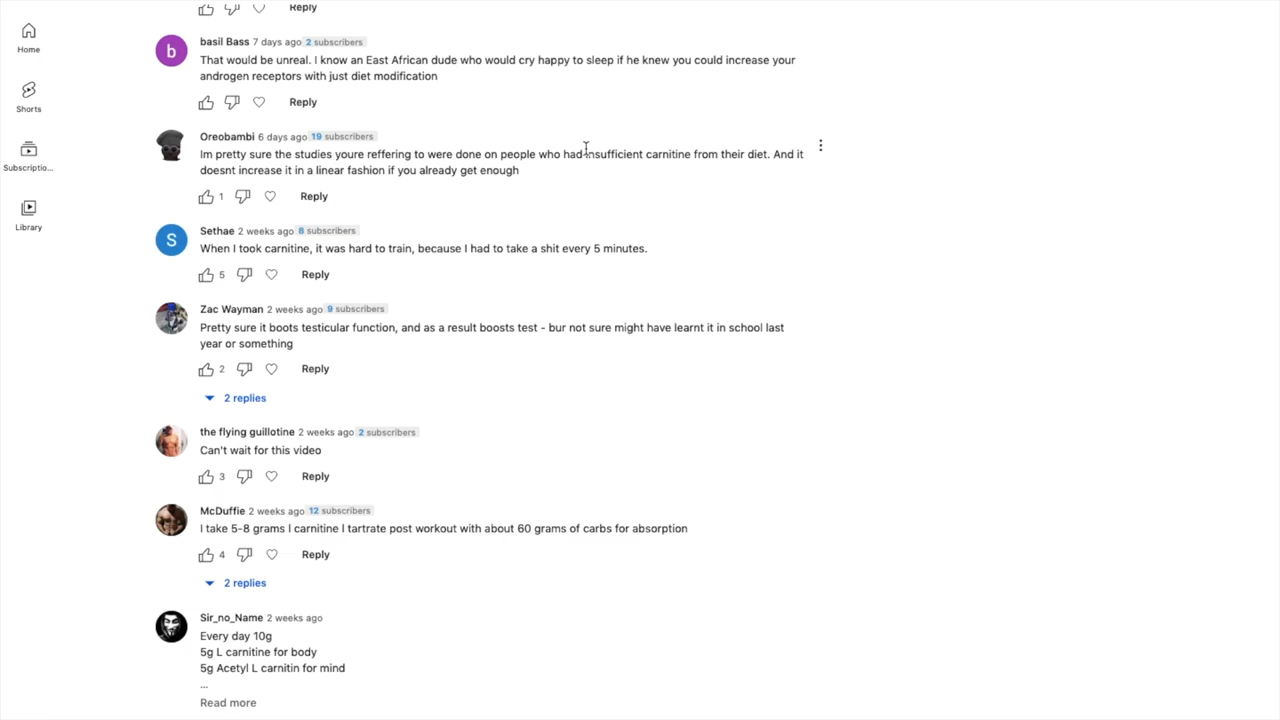 Reply
Home
Shorts
Subscriptio...
Library
b
basil Bass 7 days ago 2 subscribers
That would be unreal. I know an East African dude who would cry happy to sleep if he knew you could increase your
androgen receptors with just diet modification
Reply
Oreobambi 6 days ago 19 subscribers
Im pretty sure the studies youre reffering to were done on people who had insufficient carnitine from their diet. And it
doesnt increase it in a linear fashion if you already get enough
1 Reply
S
Sethae 2 weeks ago 8 subscribers
When I took carnitine, it was hard to train, because I had to take a shit every 5 minutes.
5 Reply
Zac Wayman 2 weeks ago 9 subscribers
Pretty sure it boots testicular function, and as a result boosts test - bur not sure might have learnt it in school last
year or something
2 Reply
2 replies
the flying guillotine 2 weeks ago 2 subscribers
Can't wait for this video
3 Reply
McDuffie 2 weeks ago 12 subscribers
I take 5-8 grams l carnitine l tartrate post workout with about 60 grams of carbs for absorption
4 Reply
2 replies
Sir_no_Name 2 weeks ago
Every day 10g
5g L carnitine for body
5g Acetyl L carnitin for mind
...
Read more